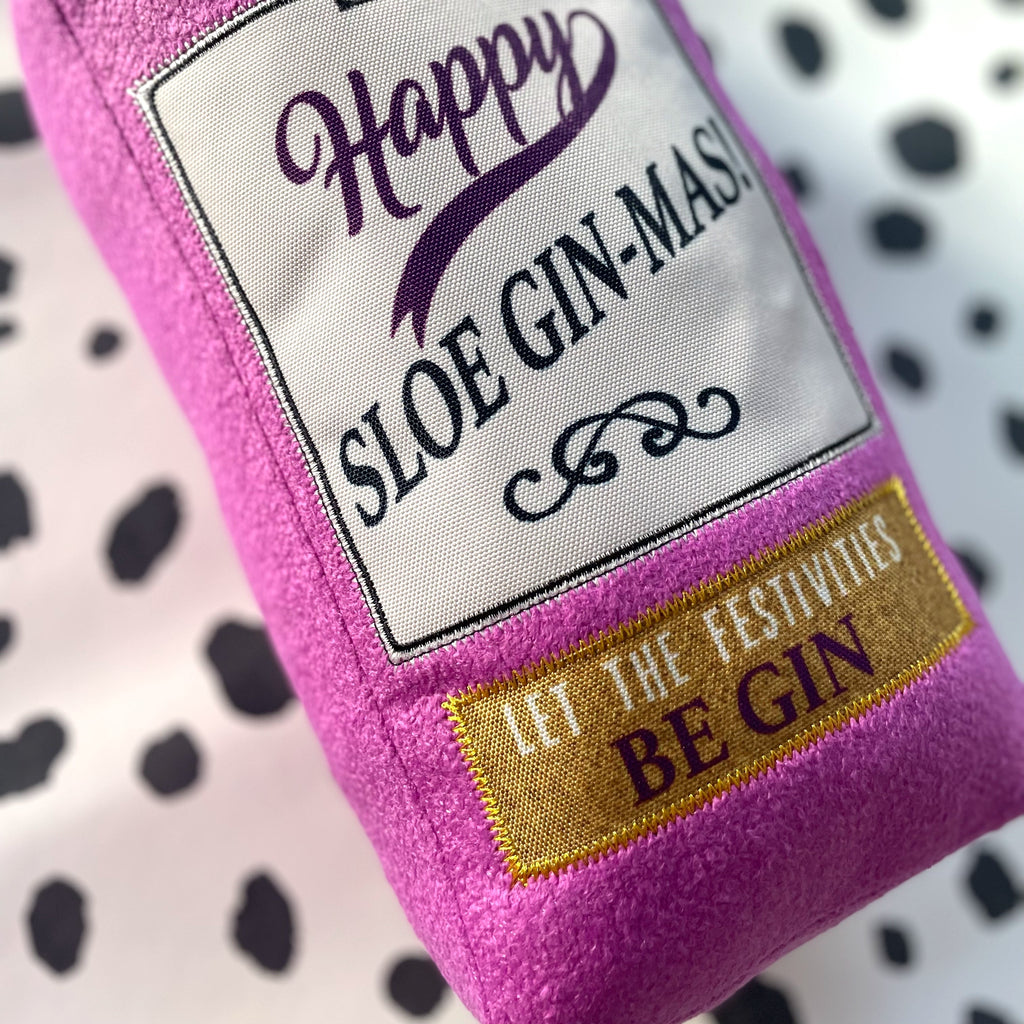 Happy
SLOE GIN-MAS!
LET THE FESTIVITIES
BE GIN